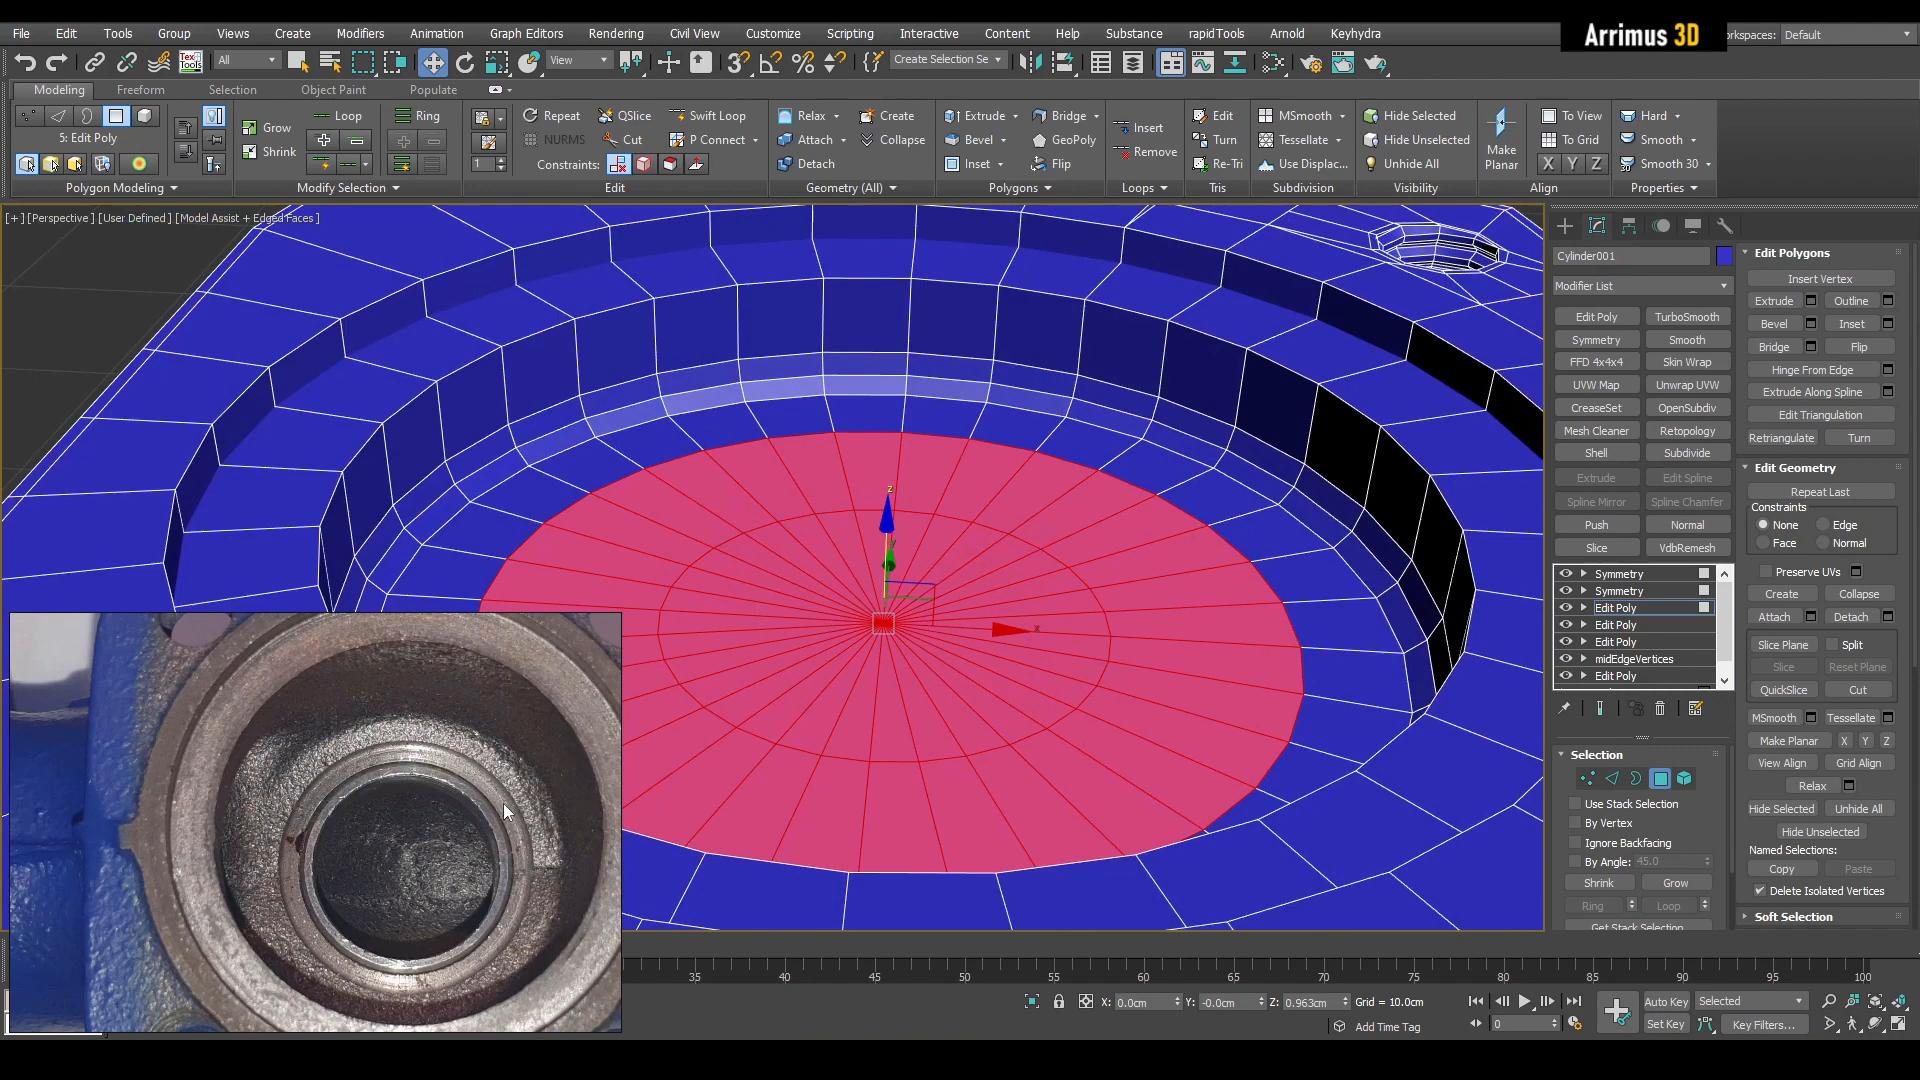 File Edit Tools Group Views Create Modifiers Animation Graph Editors Rendering Civil View Customize Scripting Interactive Content Help Substance rapidTools Arnold Keyhydra Arrimus 3D orkspaces: Default
Tex Tools All View Create Selection Se
Modeling Freeform Selection Object Paint Populate
5: Edit Poly Grow Shrink Loop Ring Repeat QSlice Swift Loop
NURMS Cut P Connect
1 Constraints:
Relax Create Attach Collapse Detach
Extrude Bridge Bevel GeoPoly Inset Flip
Insert Remove
Edit Turn Re-Tri
MSmooth Tessellate Use Displac...
Hide Selected Hide Unselected Unhide All
Make Planar To View To Grid X Y Z
Hard Smooth Smooth 30
Polygon Modeling Modify Selection Edit Geometry (All) Polygons Loops Tris Subdivision Visibility Align Properties
[+] [Perspective ] [User Defined ] [Model Assist + Edged Faces ]
z
y
x
Cylinder001
Modifier List
Edit Poly TurboSmooth
Symmetry Smooth
FFD 4x4x4 Skin Wrap
UVW Map Unwrap UVW
CreaseSet OpenSubdiv
Mesh Cleaner Retopology
Shell Subdivide
Extrude Edit Spline
Spline Mirror Spline Chamfer
Push Normal
Slice VdbRemesh
Symmetry
Symmetry
Edit Poly
Edit Poly
Edit Poly
midEdgeVertices
Edit Poly
Selection
Use Stack Selection
By Vertex
Ignore Backfacing
By Angle: 45.0
Shrink Grow
Ring Loop
Get Stack Selection
Edit Polygons
Insert Vertex
Extrude Outline
Bevel Inset
Bridge Flip
Hinge From Edge
Extrude Along Spline
Edit Triangulation
Retriangulate Turn
Edit Geometry
Repeat Last
Constraints
None Edge
Face Normal
Preserve UVs
Create Collapse
Attach Detach
Slice Plane Split
Slice Reset Plane
QuickSlice Cut
MSmooth Tessellate
Make Planar X Y Z
View Align Grid Align
Relax
Hide Selected Unhide All
Hide Unselected
Named Selections:
Copy Paste
Delete Isolated Vertices
Soft Selection
35 40 45 50 55 60 65 70 75 80 85 90 95 100
X: 0.0cm Y: -0.0cm Z: 0.963cm Grid = 10.0cm
Add Time Tag
0
Auto Key Selected
Set Key Key Filters...